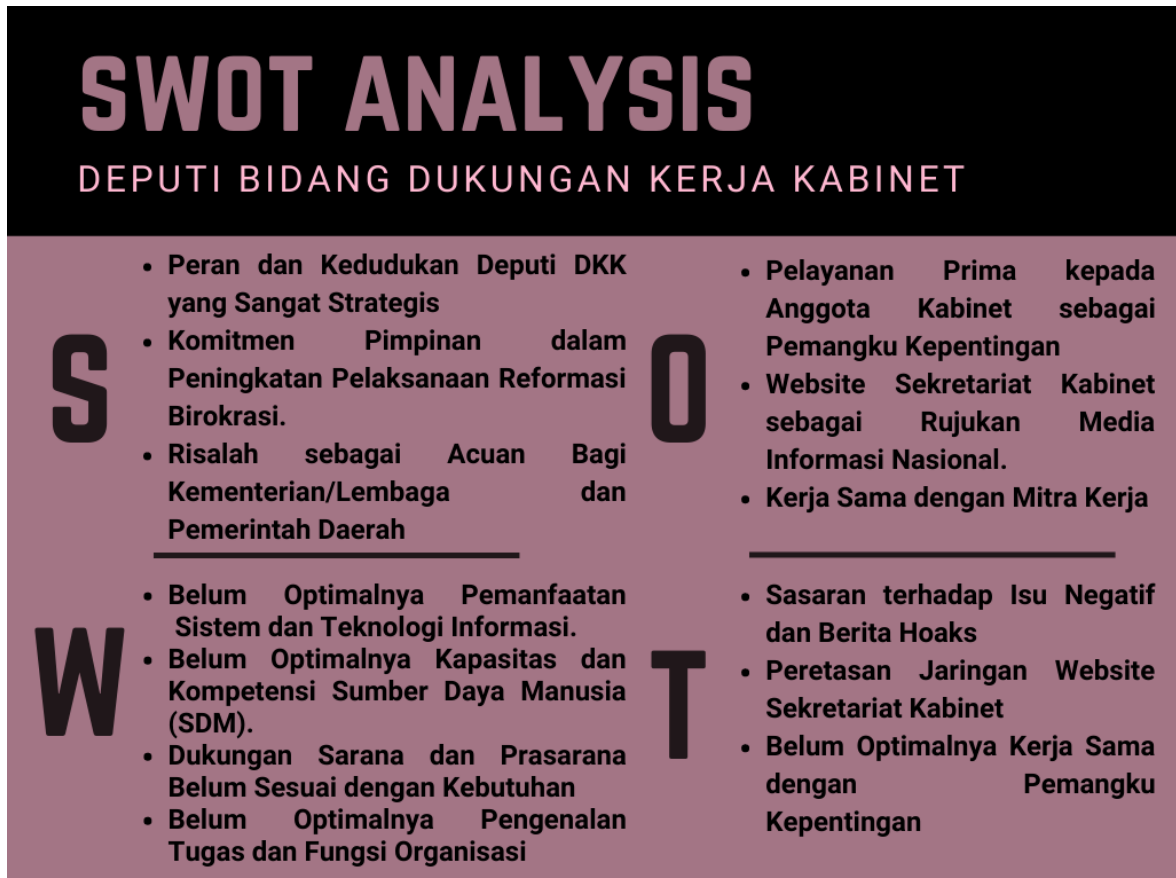 SWOT ANALYSIS
DEPUTI BIDANG DUKUNGAN KERJA KABINET
S
• Peran dan Kedudukan Deputi DKK
yang Sangat Strategis
• Komitmen Pimpinan dalam
Peningkatan Pelaksanaan Reformasi
Birokrasi.
• Risalah sebagai Acuan Bagi
Kementerian/Lembaga dan
Pemerintah Daerah
O
• Pelayanan Prima kepada
Anggota Kabinet sebagai
Pemangku Kepentingan
• Website Sekretariat Kabinet
sebagai Rujukan Media
Informasi Nasional.
• Kerja Sama dengan Mitra Kerja
W
• Belum Optimalnya Pemanfaatan
Sistem dan Teknologi Informasi.
• Belum Optimalnya Kapasitas dan
Kompetensi Sumber Daya Manusia
(SDM).
• Dukungan Sarana dan Prasarana
Belum Sesuai dengan Kebutuhan
• Belum Optimalnya Pengenalan
Tugas dan Fungsi Organisasi
T
• Sasaran terhadap Isu Negatif
dan Berita Hoaks
• Peretasan Jaringan Website
Sekretariat Kabinet
• Belum Optimalnya Kerja Sama
dengan Pemangku
Kepentingan